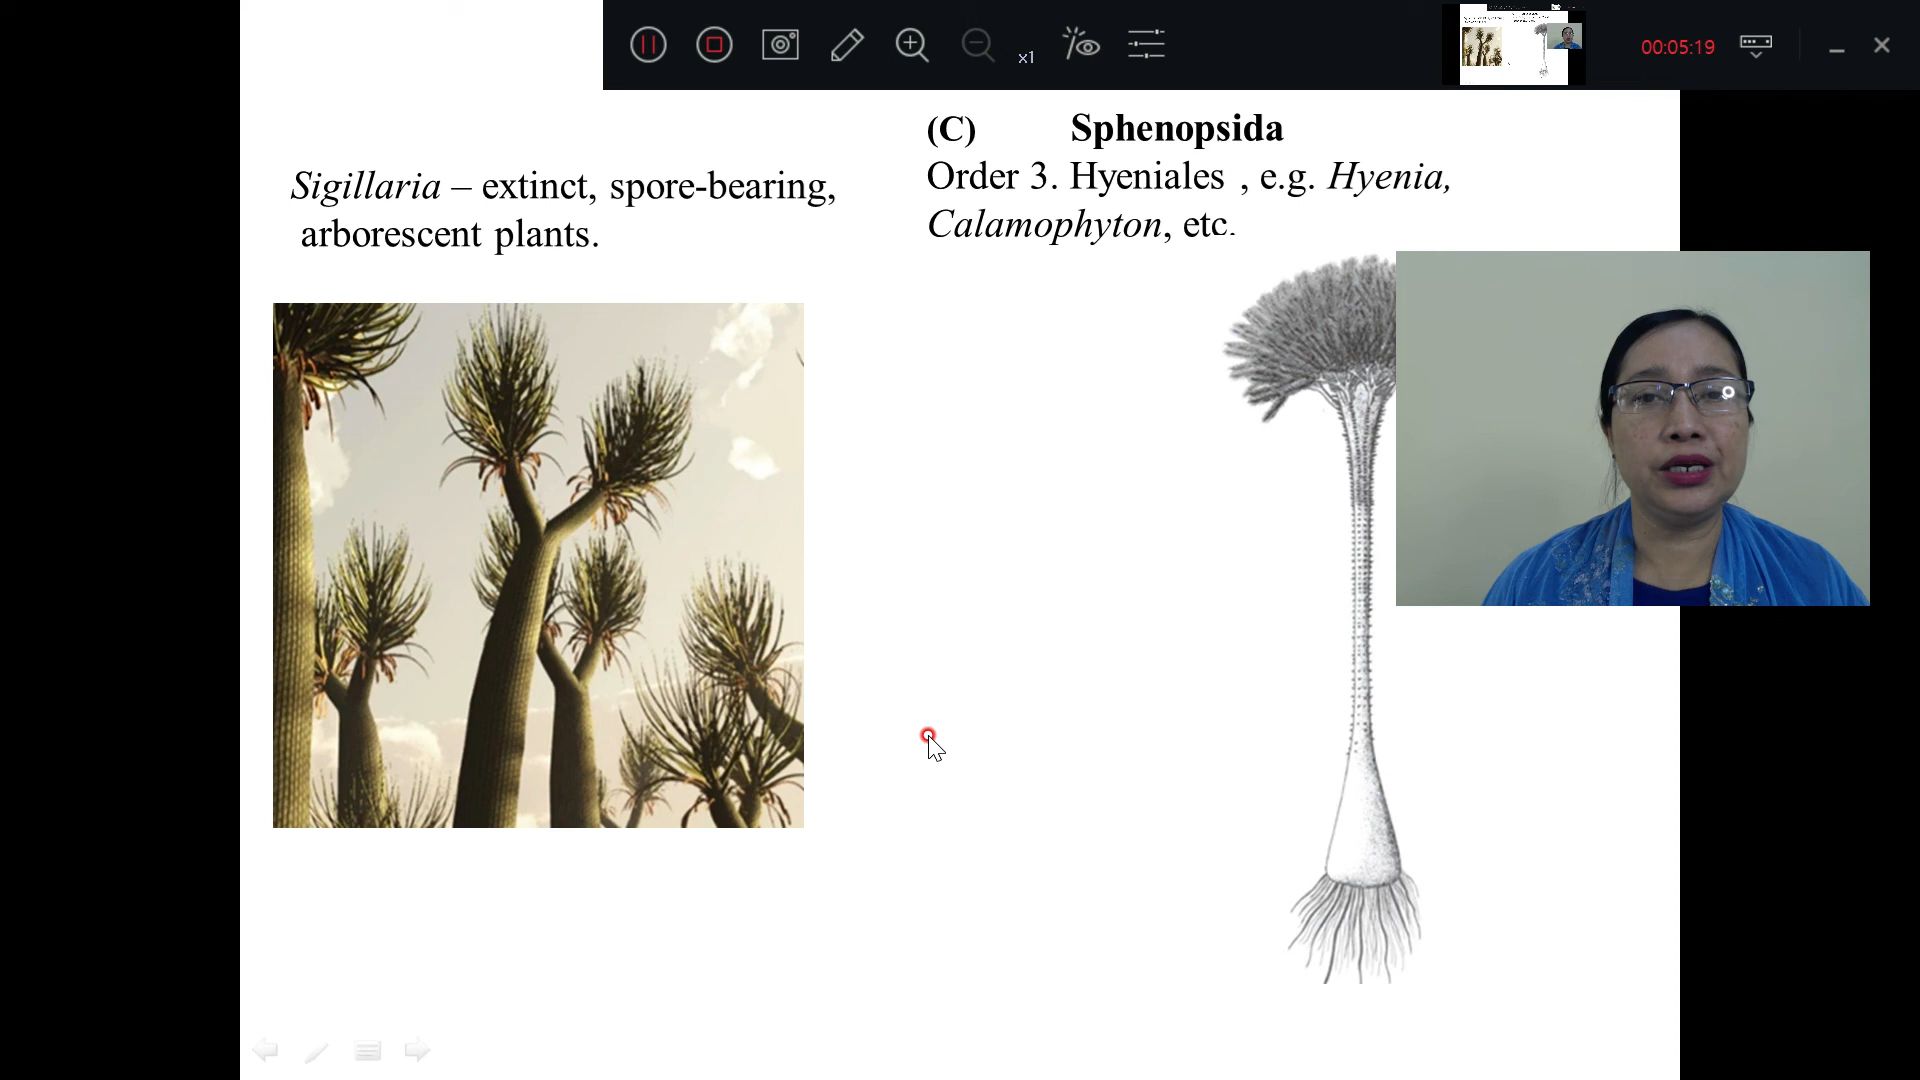 x1
00:05:19
Sigillaria – extinct, spore-bearing,
arborescent plants.
(C) Sphenopsida
Order 3. Hyeniales , e.g. Hyenia,
Calamophyton, etc.